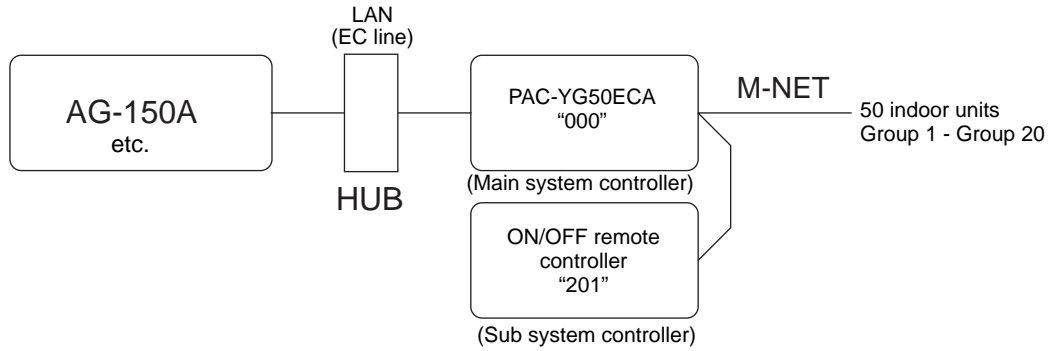 LAN
(EC line)
AG-150A
etc.
HUB
PAC-YG50ECA
“000”
(Main system controller)
M-NET
50 indoor units
Group 1 - Group 20
ON/OFF remote
controller
“201”
(Sub system controller)